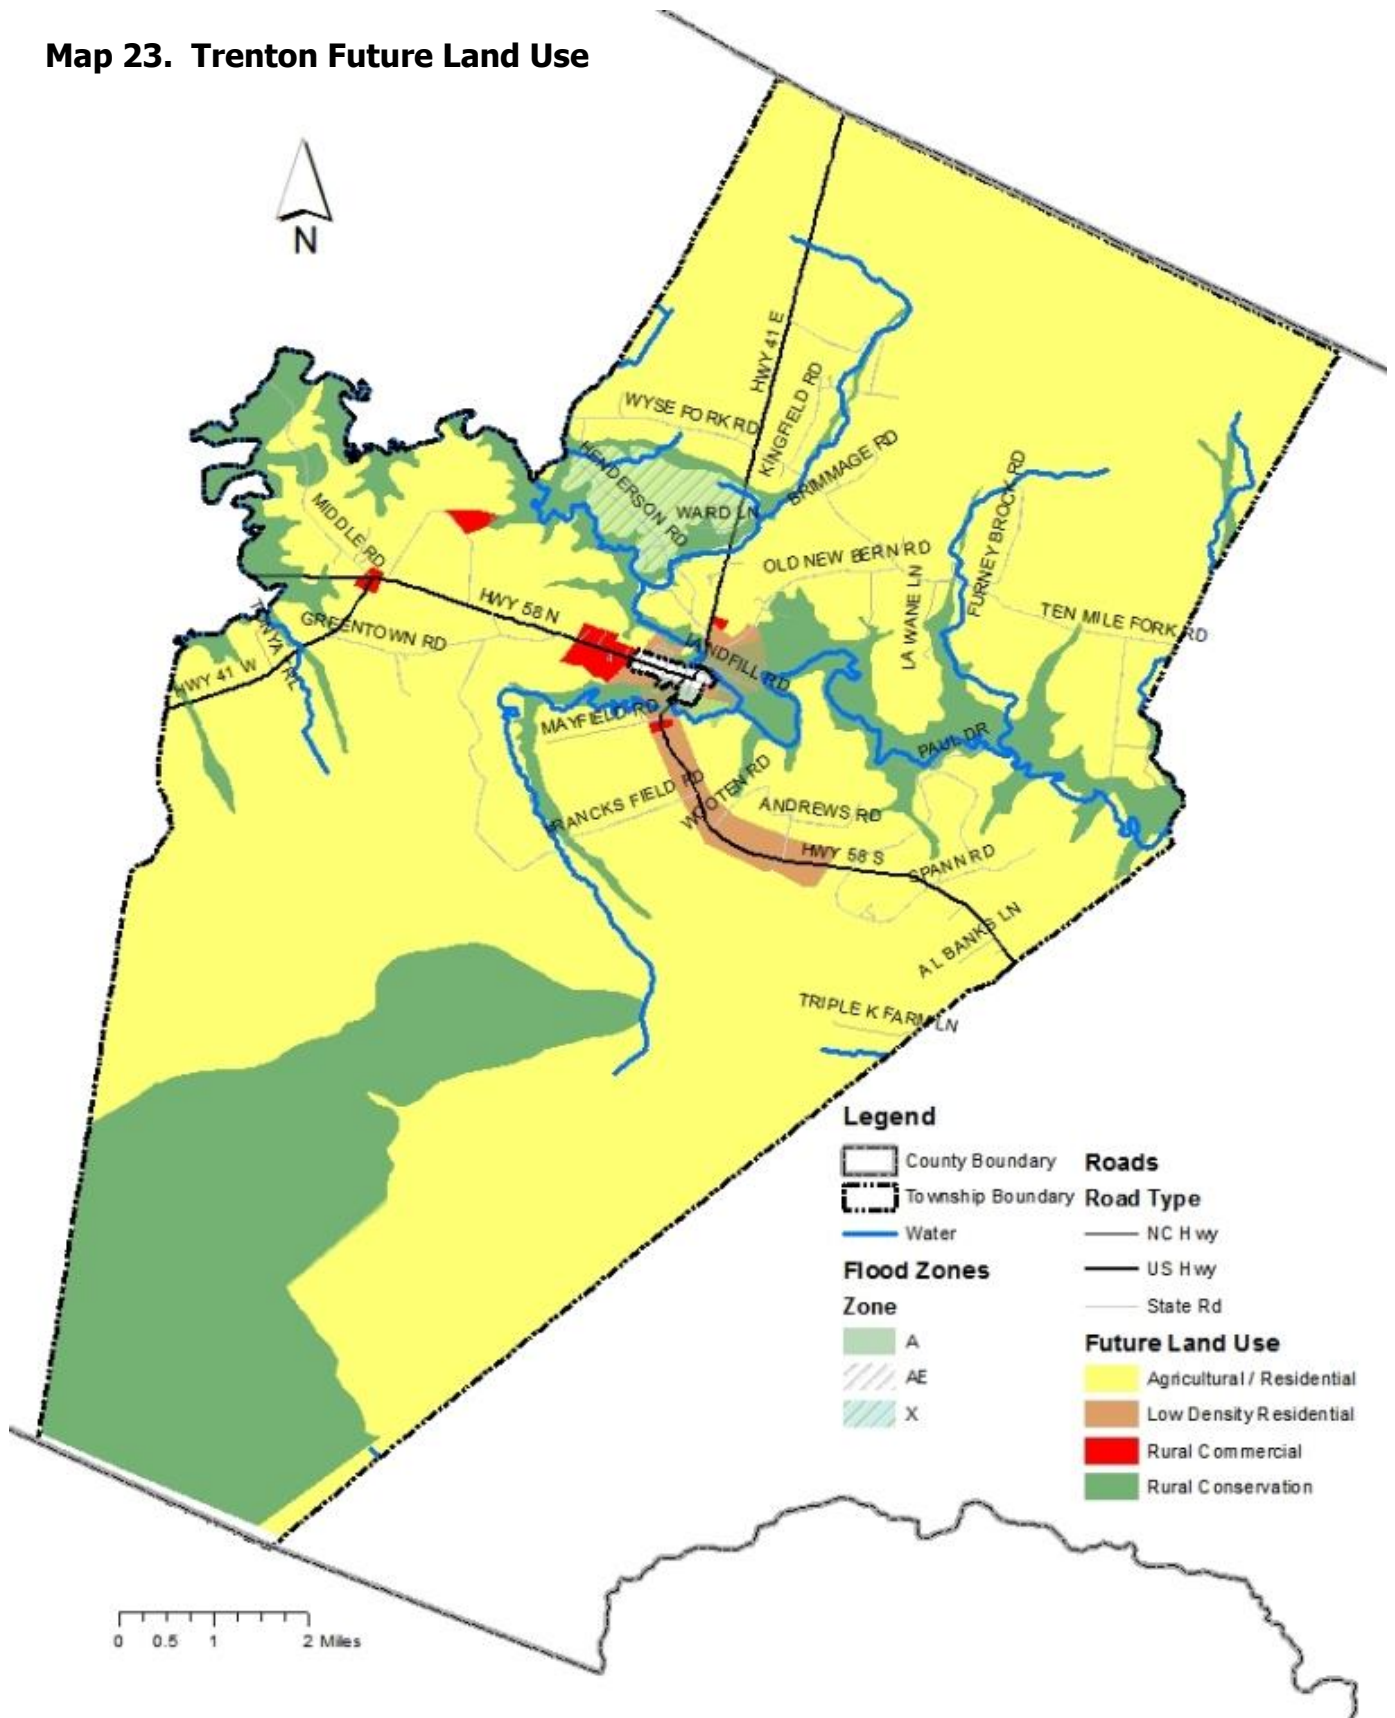 Map 23.  Trenton Future Land Use
N
HWY 41 E
KINGFIELD RD
WYSE FORK RD
BRIMMAGE RD
HENDERSON RD
WARD LN
FURNEY BROCK RD
MIDDLE RD
OLD NEW BERN RD
LA WANE LN
TEN MILE FORK RD
HWY 58 N
GREENTOWN RD
TONYA TRL
HWY 41 W
LANDFILL RD
MAYFIELD RD
PAUL DR
FRANCKS FIELD RD
WOOTEN RD
ANDREWS RD
HWY 58 S
SPANN RD
A L BANKS LN
TRIPLE K FARM LN
Legend
County Boundary
Township Boundary
Water
Flood Zones
Zone
A
AE
X
Roads
Road Type
NC Hwy
US Hwy
State Rd
Future Land Use
Agricultural / Residential
Low Density Residential
Rural Commercial
Rural Conservation
0 0.5 1 2 Miles